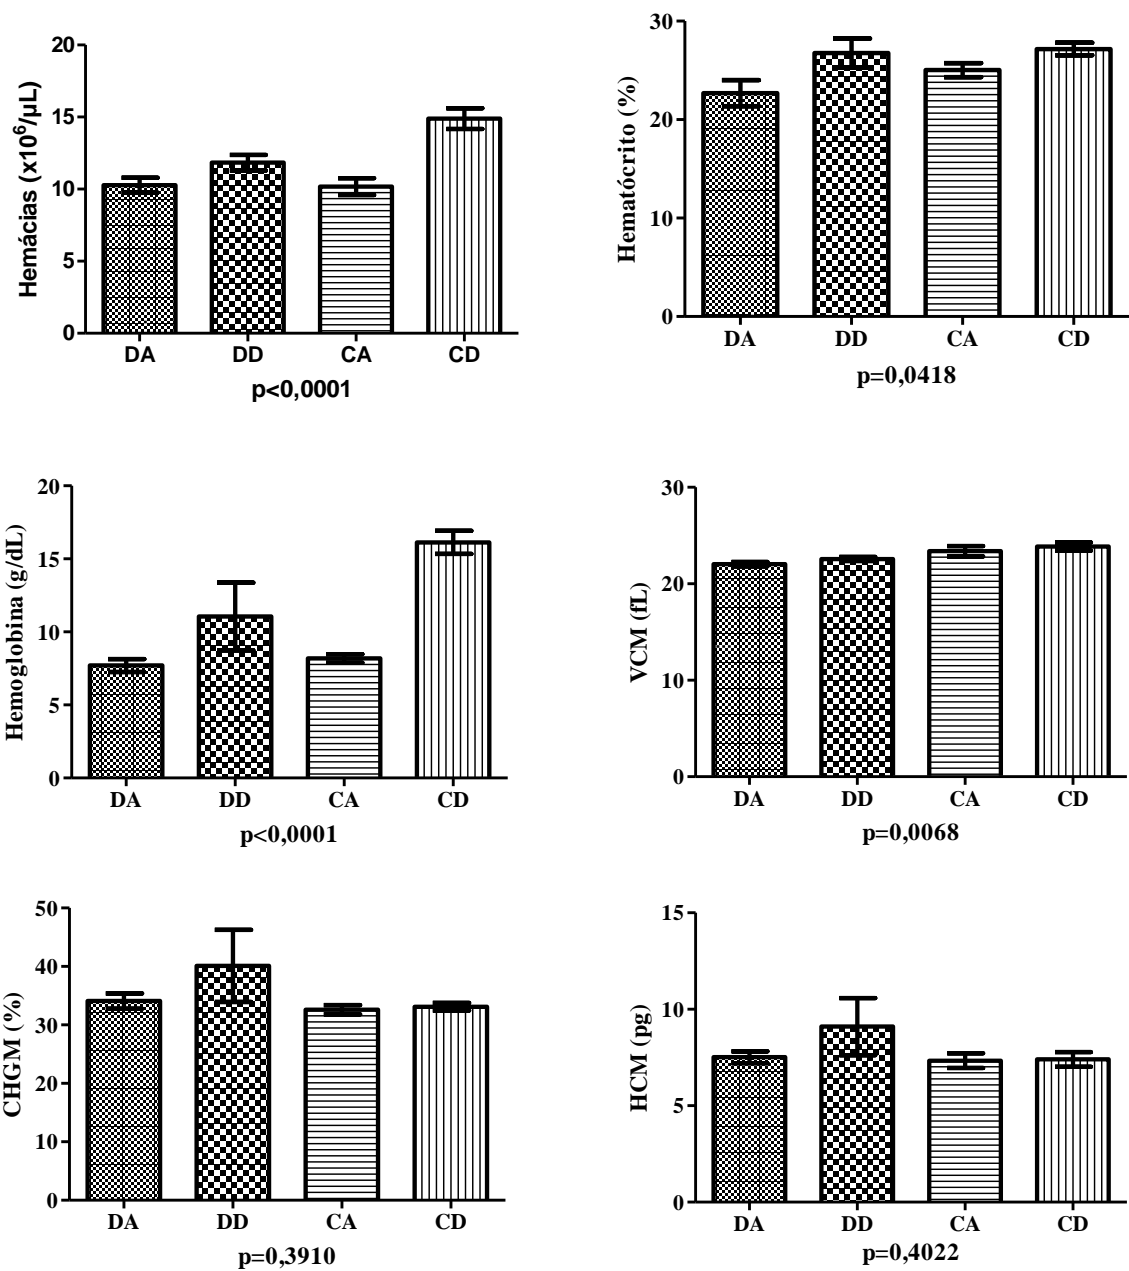 Hemácias (x10⁶/µL)
20
15
10
5
0
DA DD CA CD
p<0,0001
Hematócrito (%)
30
20
10
0
DA DD CA CD
p=0,0418
Hemoglobina (g/dL)
20
15
10
5
0
DA DD CA CD
p<0,0001
VCM (fL)
30
20
10
0
DA DD CA CD
p=0,0068
CHGM (%)
50
40
30
20
10
0
DA DD CA CD
p=0,3910
HCM (pg)
15
10
5
0
DA DD CA CD
p=0,4022